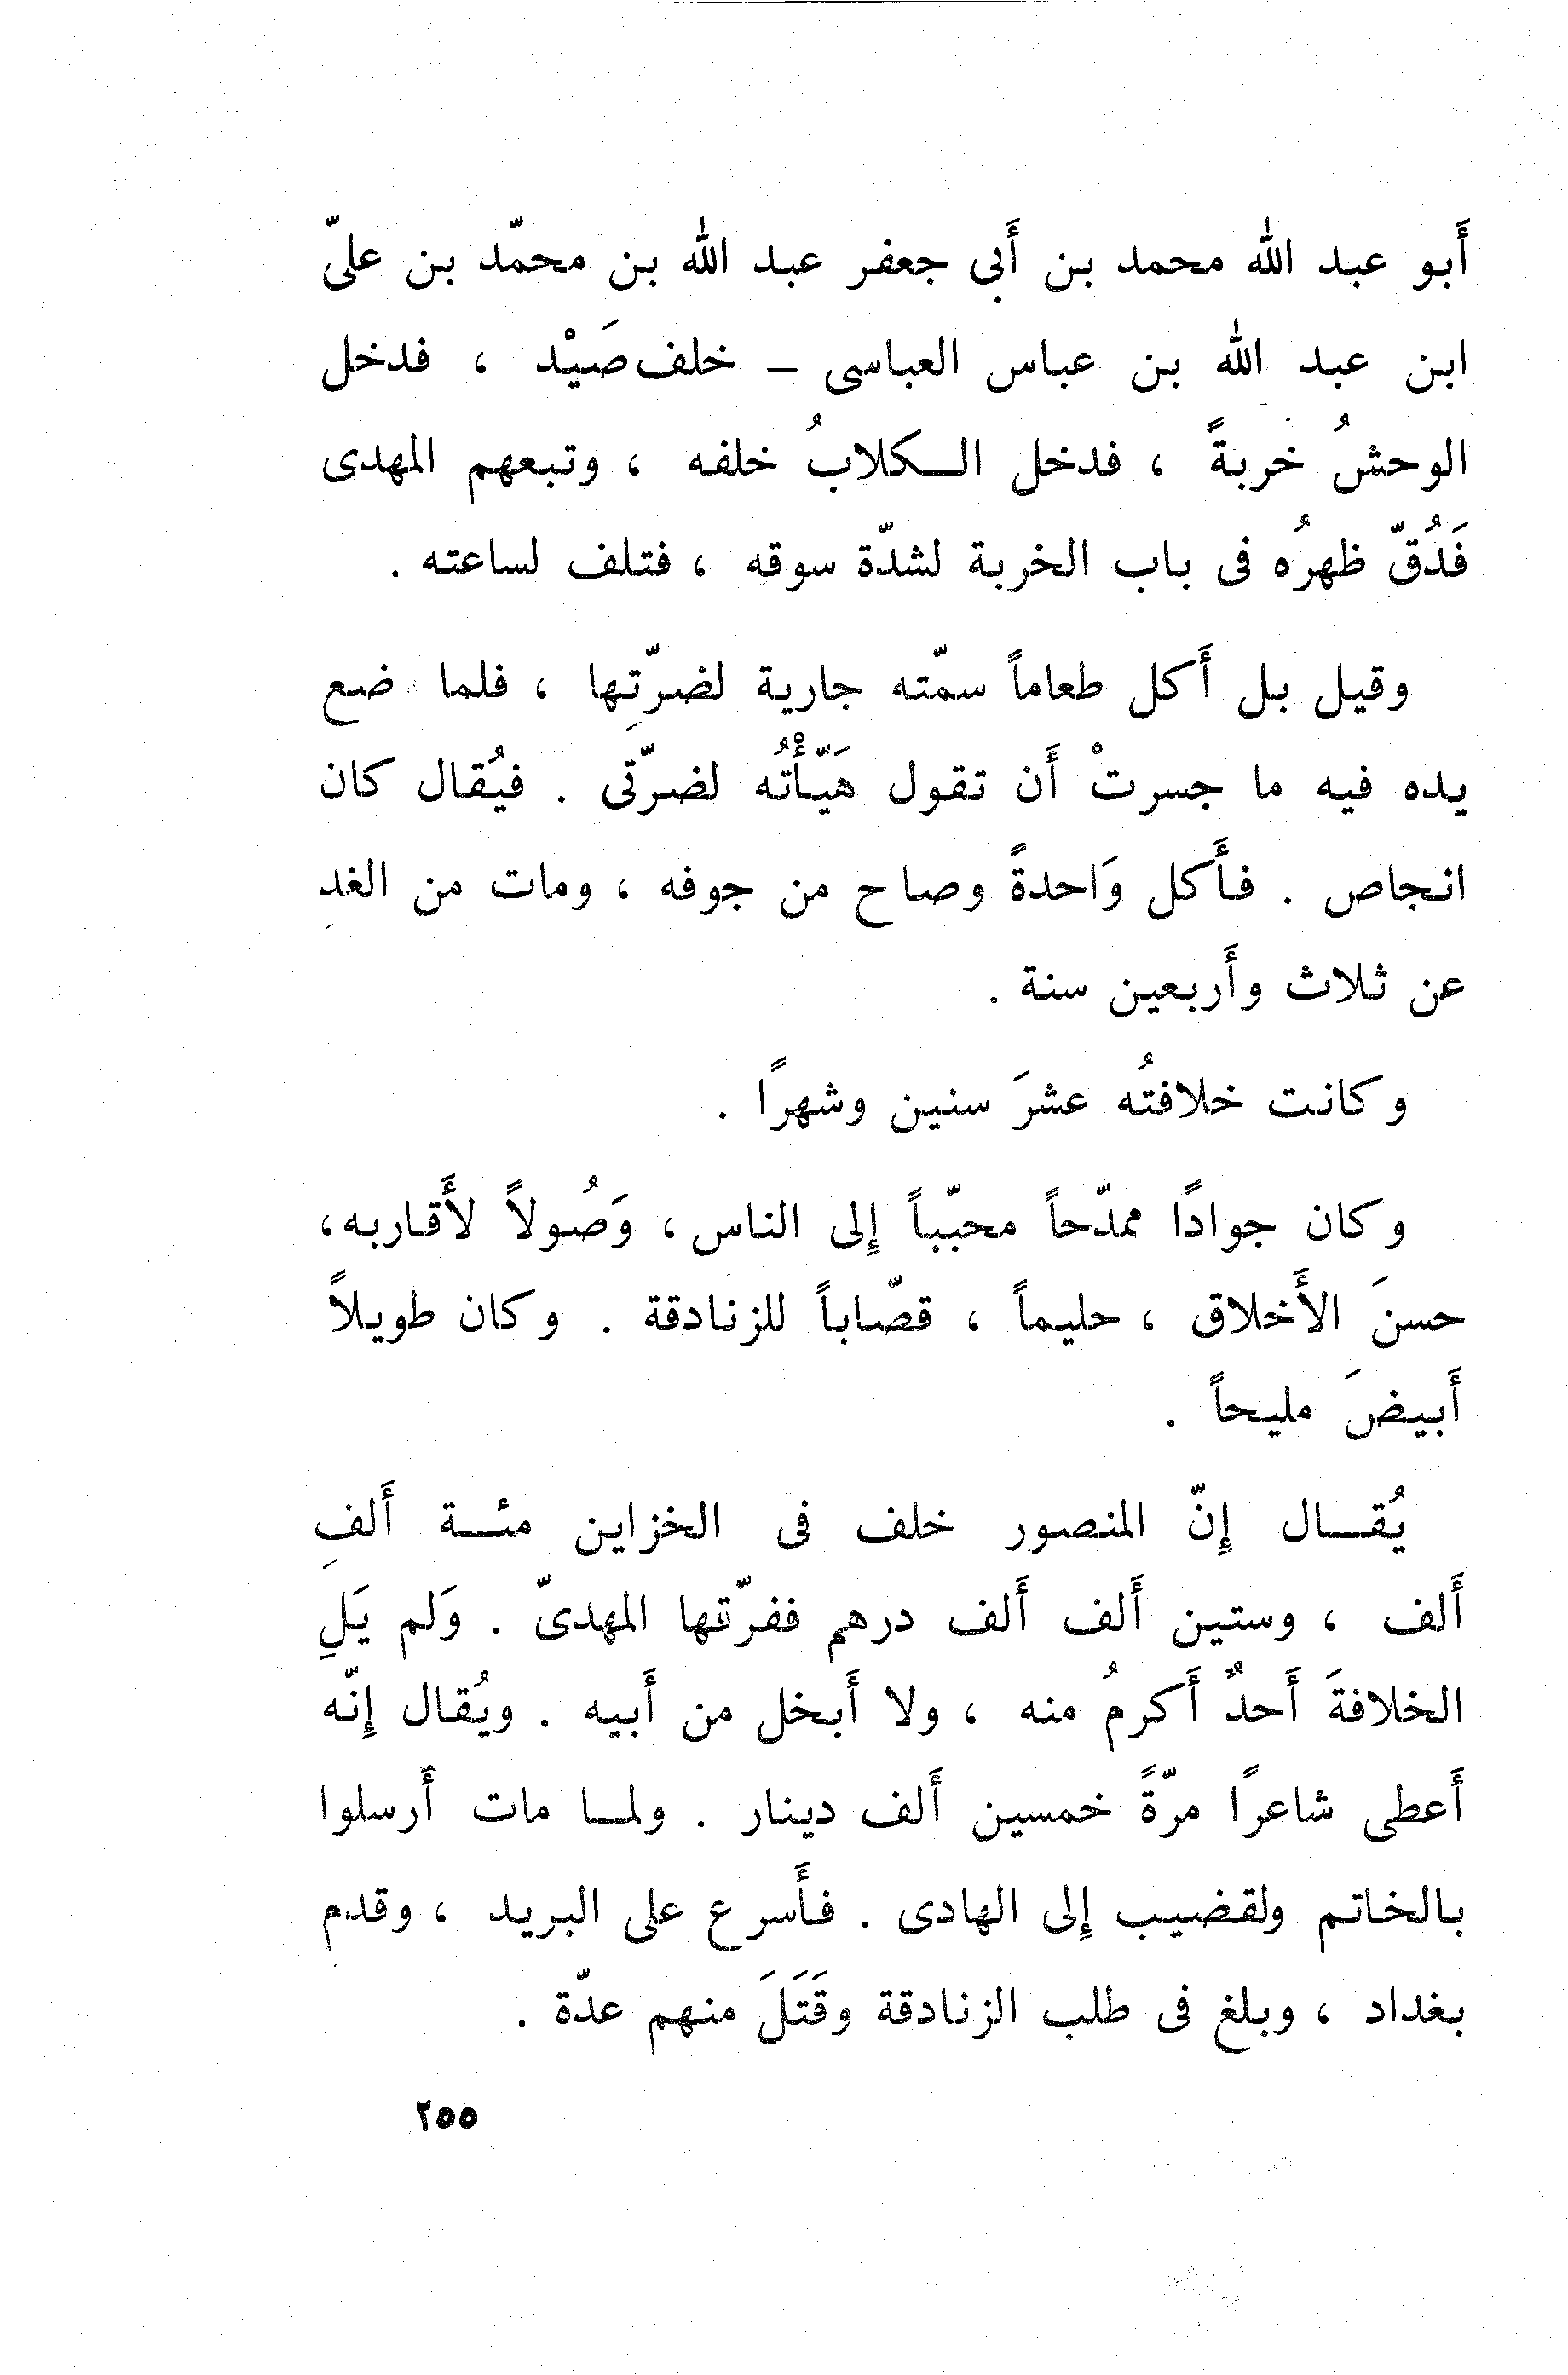 أَبو عبد الله محمد بن أَبى جعفر عبد الله بن محمّد بن علىّ
ابن عبد الله بن عباس العباسى – خلف صَيْد ، فدخل
الوحشُ خربةً ، فدخل الـكلابُ خلفه ، وتبعهم المهدى
فَدُقّ ظهرُه فى باب الخربة لشدّة سوقه ، فتلف لساعته .
وقيل بل أَكل طعاماً سمّته جارية لضرّتِها ، فلما ضع
يده فيه ما جسرتْ أَن تقول هَيّأْتُه لضرّتى . فيُقال كان
انجاص . فأَكل وَاحدةً وصاح من جوفه ، ومات من الغد
عن ثلاث وأَربعين سنة .
وكانت خلافتُه عشرَ سنين وشهرًا .
وكان جوادًا ممدّحاً محبّباً إِلى الناس ، وَصُولاً لأَقاربه ،
حسنَ الأَخلاق ، حليماً ، قصّاباً للزنادقة . وكان طويلاً
أَبيضَ مليحاً .
يُقـال إِنّ المنصور خلف فى الخزاين مئـة أَلفِ
أَلف ، وستين أَلف أَلف درهم ففرّقها المهدىّ . وَلم يَلِ
الخلافةَ أَحدٌ أَكرمُ منه ، ولا أَبخل من أَبيه . ويُقال إِنّه
أَعطى شاعرًا مرّةً خمسين أَلف دينار . ولمـا مات أَرسلوا
بالخاتم ولقضيب إِلى الهادى . فأَسرع على البريد ، وقدم
بغداد ، وبلغ فى طلب الزنادقة وقَتَلَ منهم عدّة .
٢٥٥